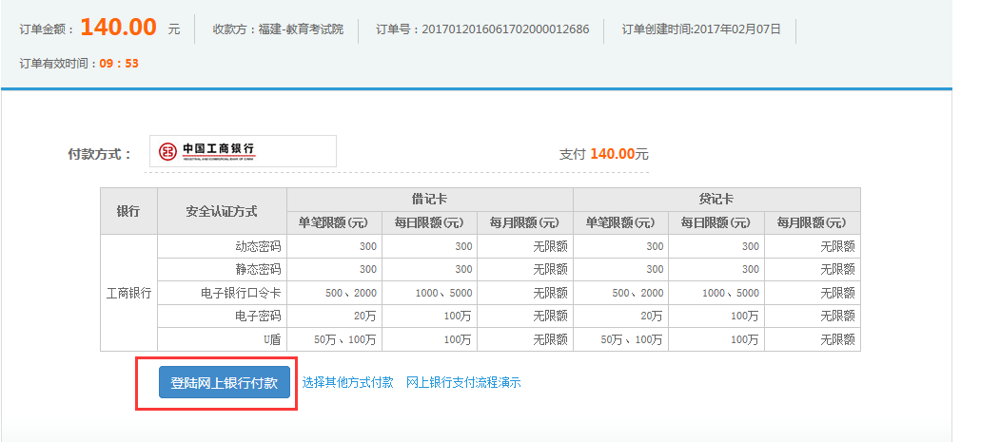 订单金额： 140.00 元 收款方：福建-教育考试院 订单号：2017012016061702000012686 订单创建时间:2017年02月07日
订单有效时间：09：53
付款方式： 中国工商银行 支付 140.00元
INDUSTRIAL AND COMMERCIAL BANK OF CHINA
银行 安全认证方式 借记卡 贷记卡
单笔限额(元) 每日限额(元) 每月限额(元) 单笔限额(元) 每日限额(元) 每月限额(元)
工商银行 动态密码 300 300 无限额 300 300 无限额
静态密码 300 300 无限额 300 300 无限额
电子银行口令卡 500、2000 1000、5000 无限额 500、2000 1000、5000 无限额
电子密码 20万 100万 无限额 20万 100万 无限额
U盾 50万、100万 100万 无限额 50万、100万 100万 无限额
登陆网上银行付款 选择其他方式付款 网上银行支付流程演示